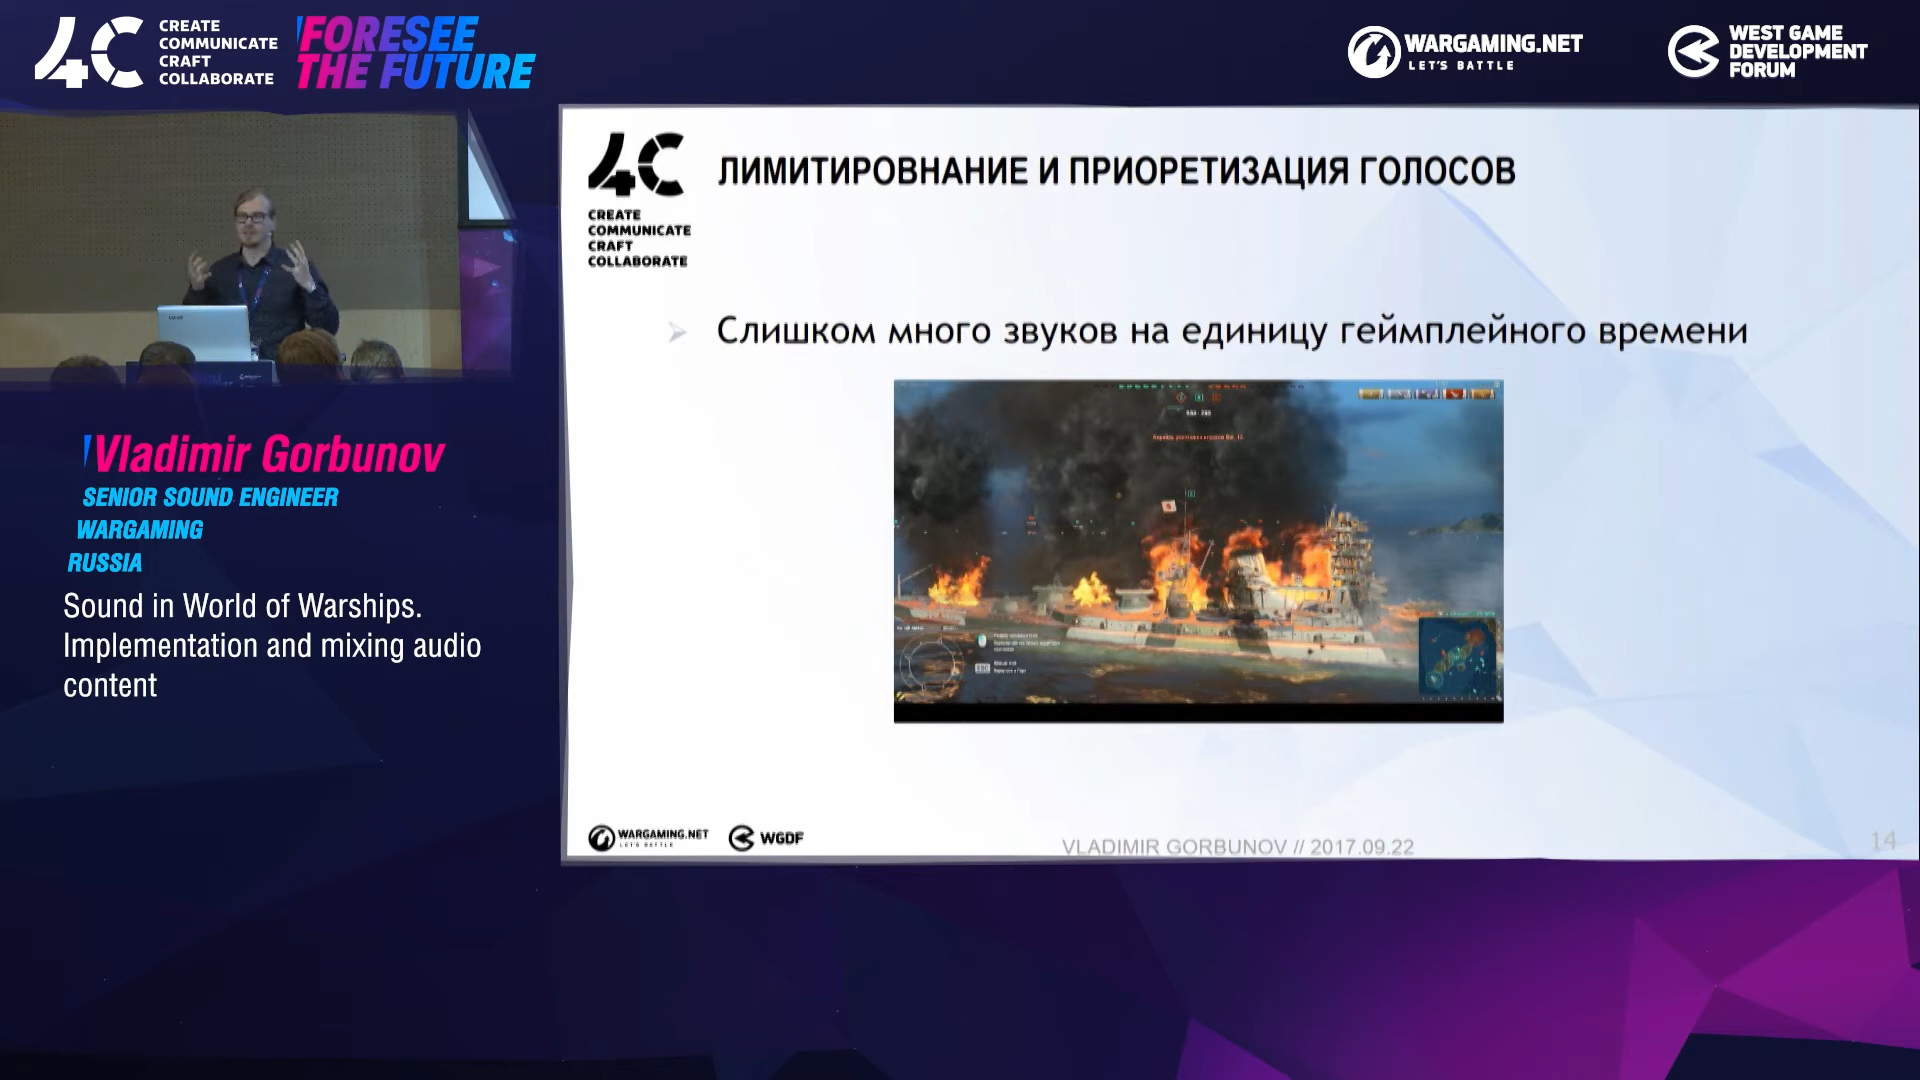 4C
CREATE
COMMUNICATE
CRAFT
COLLABORATE
FORESEE
THE FUTURE
WARGAMING.NET
LET'S BATTLE
WEST GAME
DEVELOPMENT
FORUM
4C
CREATE
COMMUNICATE
CRAFT
COLLABORATE
ЛИМИТИРОВНАНИЕ И ПРИОРЕТИЗАЦИЯ ГОЛОСОВ
Слишком много звуков на единицу геймплейного времени
Vladimir Gorbunov
SENIOR SOUND ENGINEER
WARGAMING
RUSSIA
Sound in World of Warships.
Implementation and mixing audio
content
WARGAMING.NET
LET'S BATTLE
WGDF
VLADIMIR GORBUNOV // 2017.09.22
14